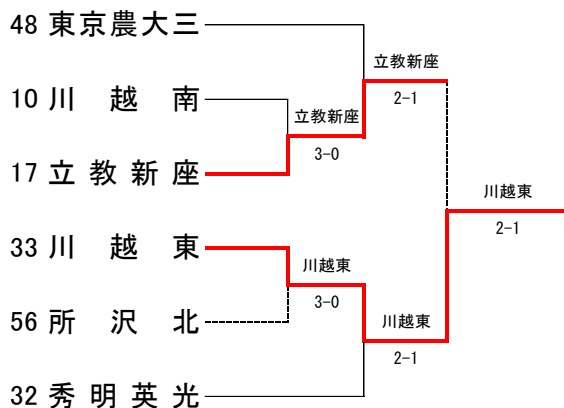 48 東京農大三
立教新座
2-1
10 川越南
立教新座
3-0
17 立教新座
川越東
2-1
33 川越東
川越東
3-0
56 所沢北
川越東
2-1
32 秀明英光